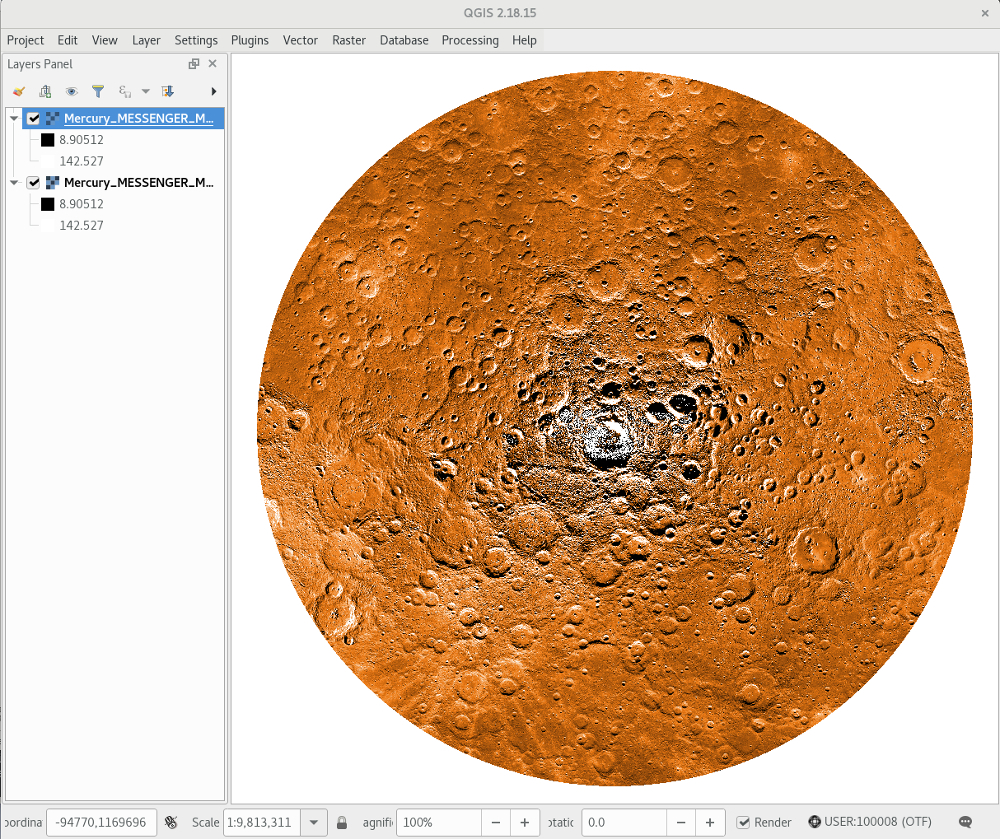 QGIS 2.18.15
Project Edit View Layer Settings Plugins Vector Raster Database Processing Help
Layers Panel
Mercury_MESSENGER_M...
8.90512
142.527
Mercury_MESSENGER_M...
8.90512
142.527
oordina -94770,1169696 Scale 1:9,813,311 agnifi 100% otatic 0.0 Render USER:100008 (OTF)